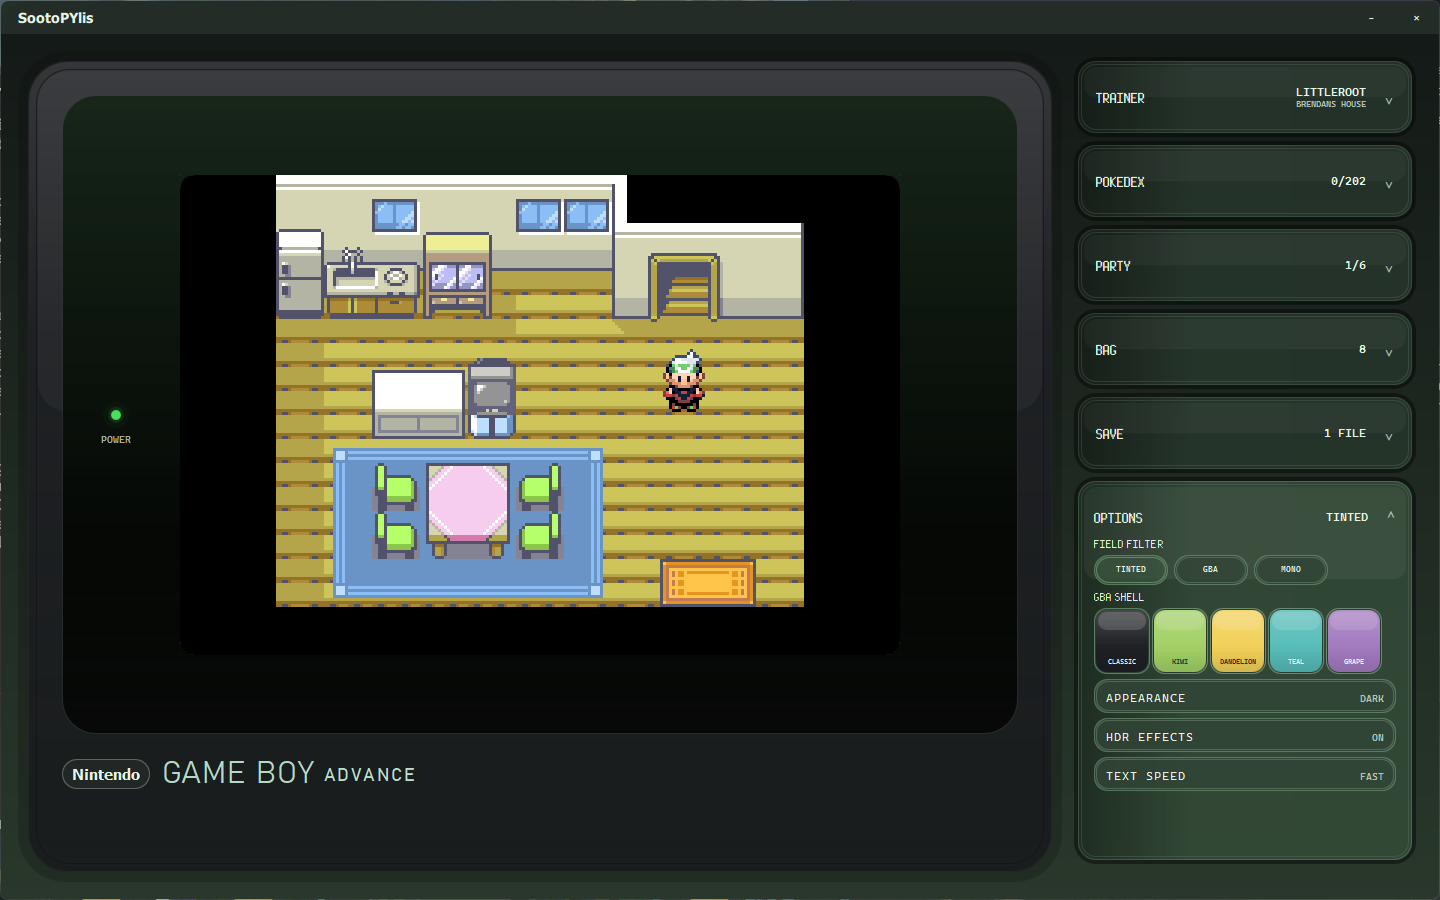 SootoPYlis
TRAINER
LITTLEROOT
BRENDANS HOUSE
POKEDEX
0/202
PARTY
1/6
BAG
8
SAVE
1 FILE
OPTIONS
TINTED
FIELD FILTER
TINTED
GBA
MONO
GBA SHELL
CLASSIC
KIWI
DANDELION
TEAL
GRAPE
APPEARANCE
DARK
HDR EFFECTS
ON
TEXT SPEED
FAST
POWER
Nintendo GAME BOY ADVANCE